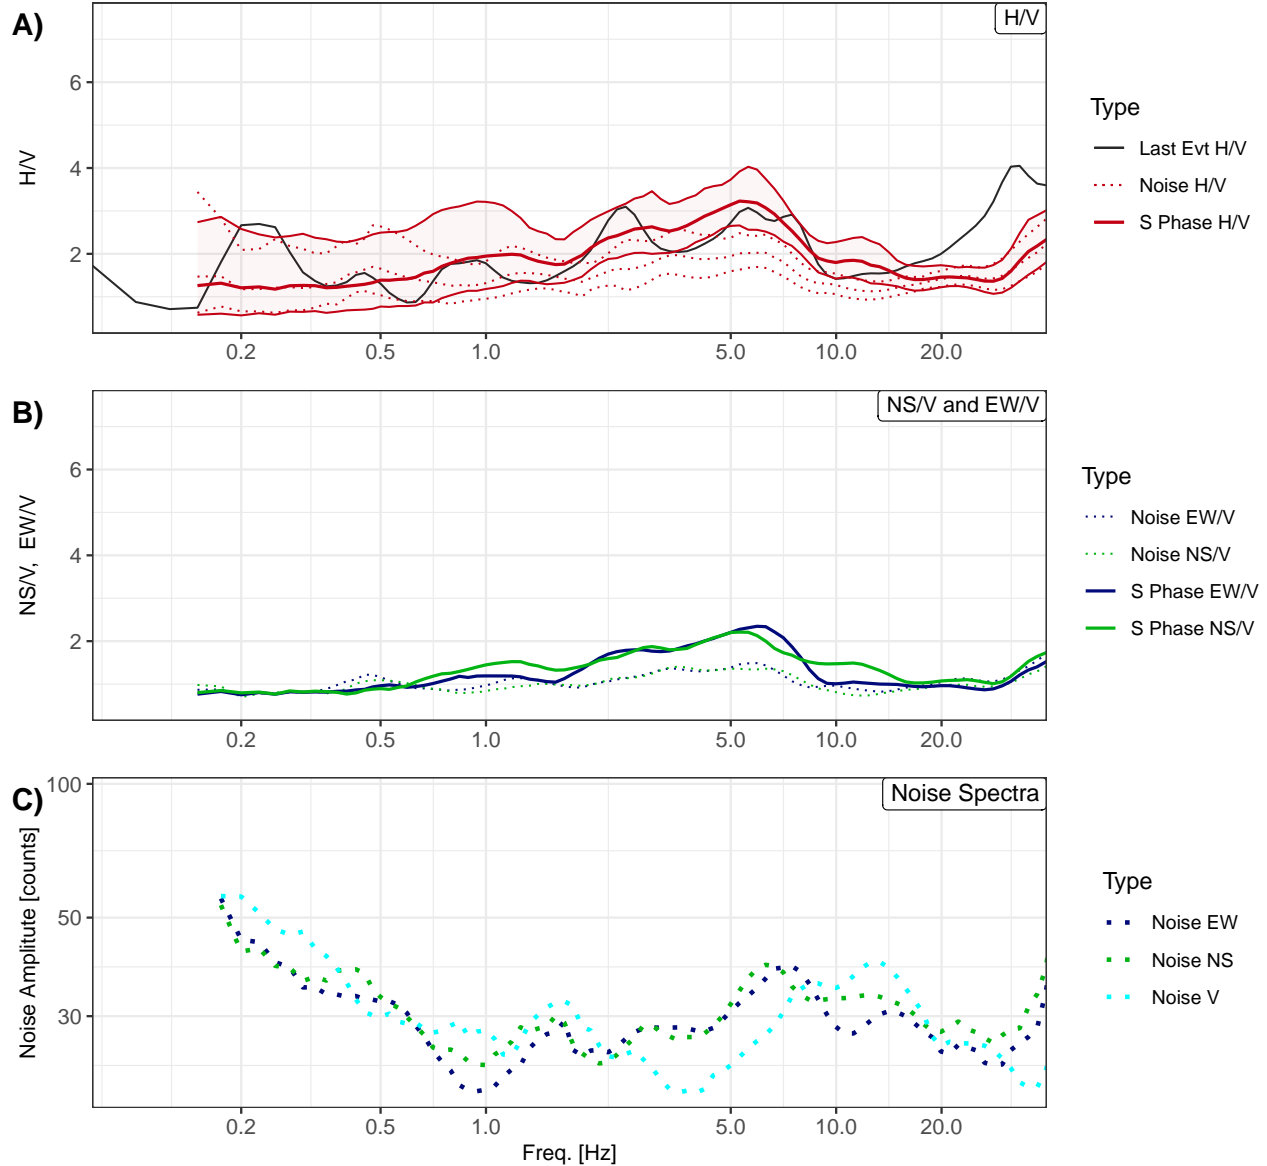 A)
H/V
6
4
2
H/V
0.2 0.5 1.0 5.0 10.0 20.0
Type
Last Evt H/V
Noise H/V
S Phase H/V
B)
NS/V and EW/V
6
4
2
NS/V, EW/V
0.2 0.5 1.0 5.0 10.0 20.0
Type
Noise EW/V
Noise NS/V
S Phase EW/V
S Phase NS/V
C)
Noise Spectra
100
50
30
Noise Amplitute [counts]
0.2 0.5 1.0 5.0 10.0 20.0
Freq. [Hz]
Type
Noise EW
Noise NS
Noise V